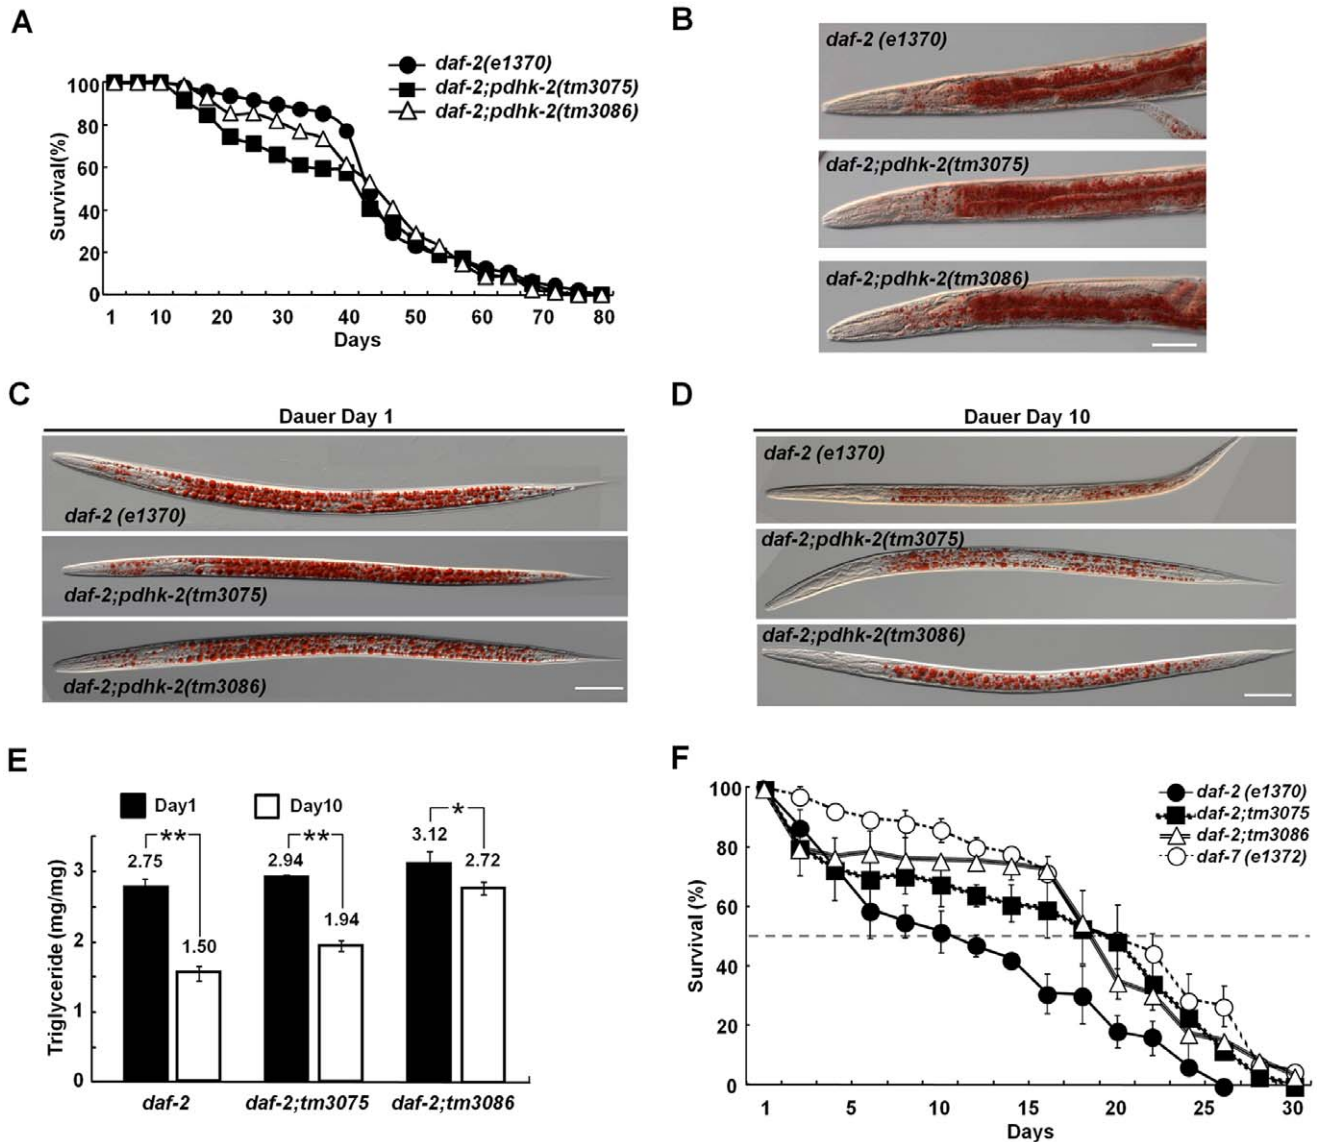 A
daf-2(e1370)
daf-2;pdhk-2(tm3075)
daf-2;pdhk-2(tm3086)
100
80
60
40
20
0
Survival(%)
1 10 20 30 40 50 60 70 80
Days
B
daf-2 (e1370)
daf-2;pdhk-2(tm3075)
daf-2;pdhk-2(tm3086)
C
Dauer Day 1
daf-2 (e1370)
daf-2;pdhk-2(tm3075)
daf-2;pdhk-2(tm3086)
D
Dauer Day 10
daf-2 (e1370)
daf-2;pdhk-2(tm3075)
daf-2;pdhk-2(tm3086)
E
Day1 Day10
** ** *
2.75 1.50 2.94 1.94 3.12 2.72
3
2
1
0
Triglyceride (mg/mg)
daf-2 daf-2;tm3075 daf-2;tm3086
F
daf-2 (e1370)
daf-2;tm3075
daf-2;tm3086
daf-7 (e1372)
100
80
60
40
20
0
Survival (%)
1 5 10 15 20 25 30
Days